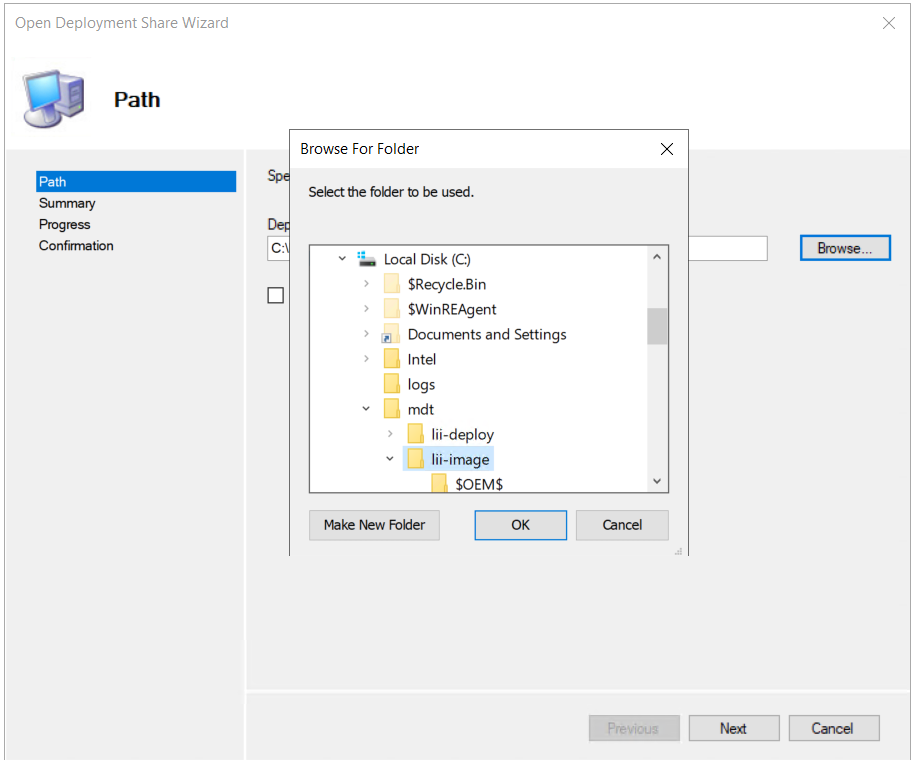 Open Deployment Share Wizard
Path
Path
Summary
Progress
Confirmation
Browse...
Browse For Folder
Select the folder to be used.
Local Disk (C:)
$Recycle.Bin
$WinREAgent
Documents and Settings
Intel
logs
mdt
lii-deploy
lii-image
$OEM$
Make New Folder
OK
Cancel
Previous
Next
Cancel